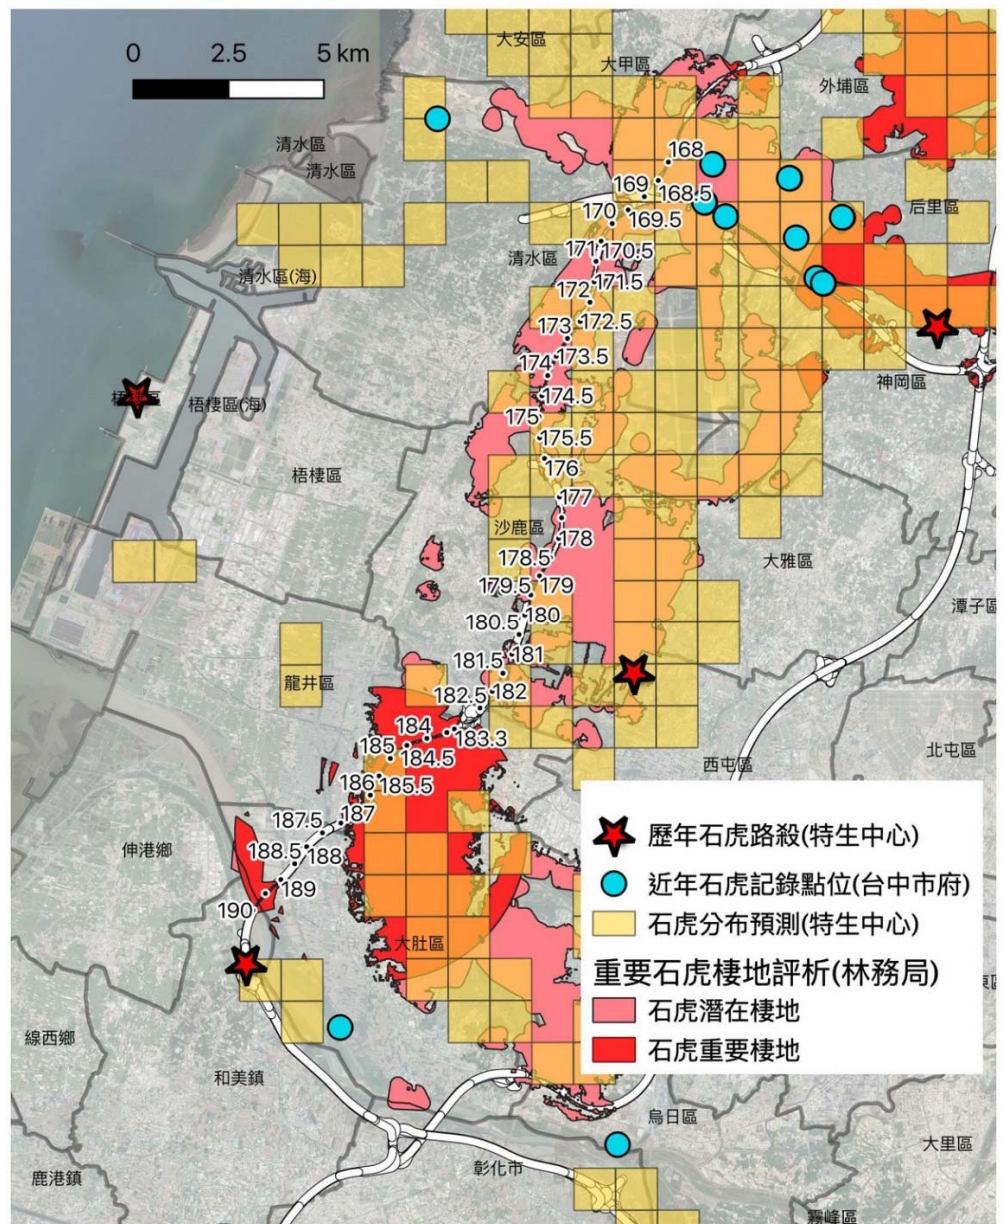 0 2.5 5 km
大安區
大甲區
外埔區
清水區
清水區
168
169
168.5
170
169.5
后里區
清水區
171
170.5
清水區(海)
171.5
172
172.5
173
173.5
174
神岡區
174.5
梧棲區(海)
175
175.5
176
梧棲區
177
沙鹿區
178
178.5
大雅區
179.5
179
潭子區
180
180.5
181
181.5
龍井區
182
182.5
184
183.3
185
184.5
北屯區
西屯區
186
185.5
187.5
187
伸港鄉
188.5
188
189
190
大肚區
歷年石虎路殺(特生中心)
近年石虎記錄點位(台中市府)
石虎分布預測(特生中心)
重要石虎棲地評析(林務局)
石虎潛在棲地
石虎重要棲地
線西鄉
和美鎮
烏日區
大里區
彰化市
鹿港鎮
霧峰區